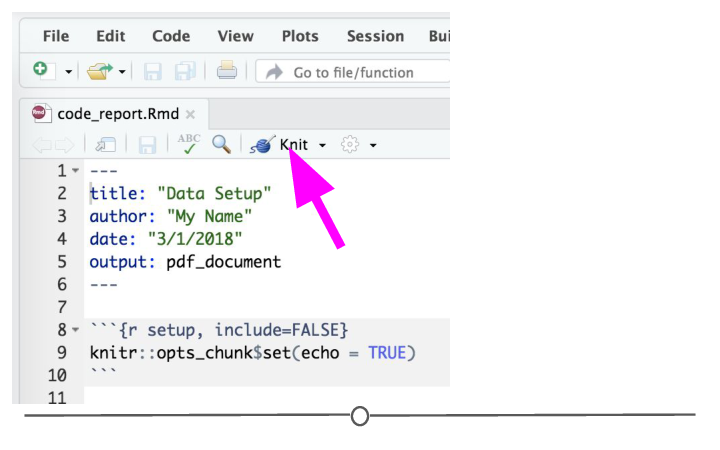 File Edit Code View Plots Session Bui
Go to file/function
Rmd code_report.Rmd ×
ABC Knit
1 ---
2 title: "Data Setup"
3 author: "My Name"
4 date: "3/1/2018"
5 output: pdf_document
6 ---
7
8 ```{r setup, include=FALSE}
9 knitr::opts_chunk$set(echo = TRUE)
10 ```
11